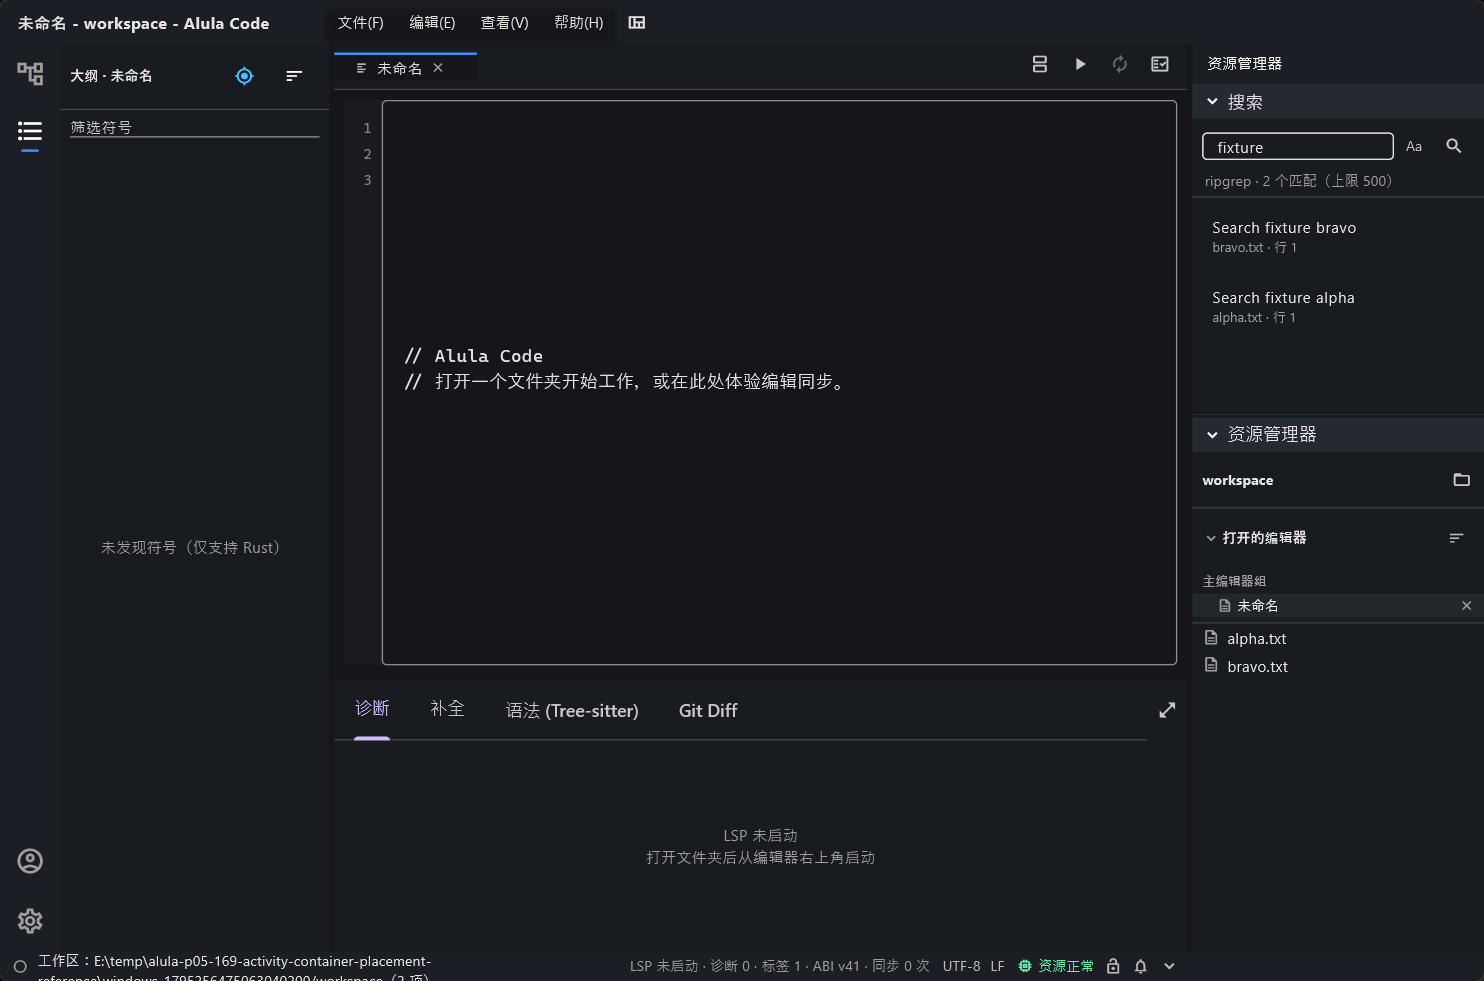 未命名 - workspace - Alula Code
文件(F) 编辑(E) 查看(V) 帮助(H)
大纲 · 未命名
筛选符号
未发现符号（仅支持 Rust）
未命名
1
2
3
// Alula Code
// 打开一个文件夹开始工作，或在此处体验编辑同步。
诊断 补全 语法 (Tree-sitter) Git Diff
LSP 未启动
打开文件夹后从编辑器右上角启动
资源管理器
搜索
fixture Aa
ripgrep · 2 个匹配（上限 500）
Search fixture bravo
bravo.txt · 行 1
Search fixture alpha
alpha.txt · 行 1
资源管理器
workspace
打开的编辑器
主编辑器组
未命名
alpha.txt
bravo.txt
工作区：E:\temp\alula-p05-169-activity-container-placement-
LSP 未启动 · 诊断 0 · 标签 1 · ABI v41 · 同步 0 次 UTF-8 LF 资源正常